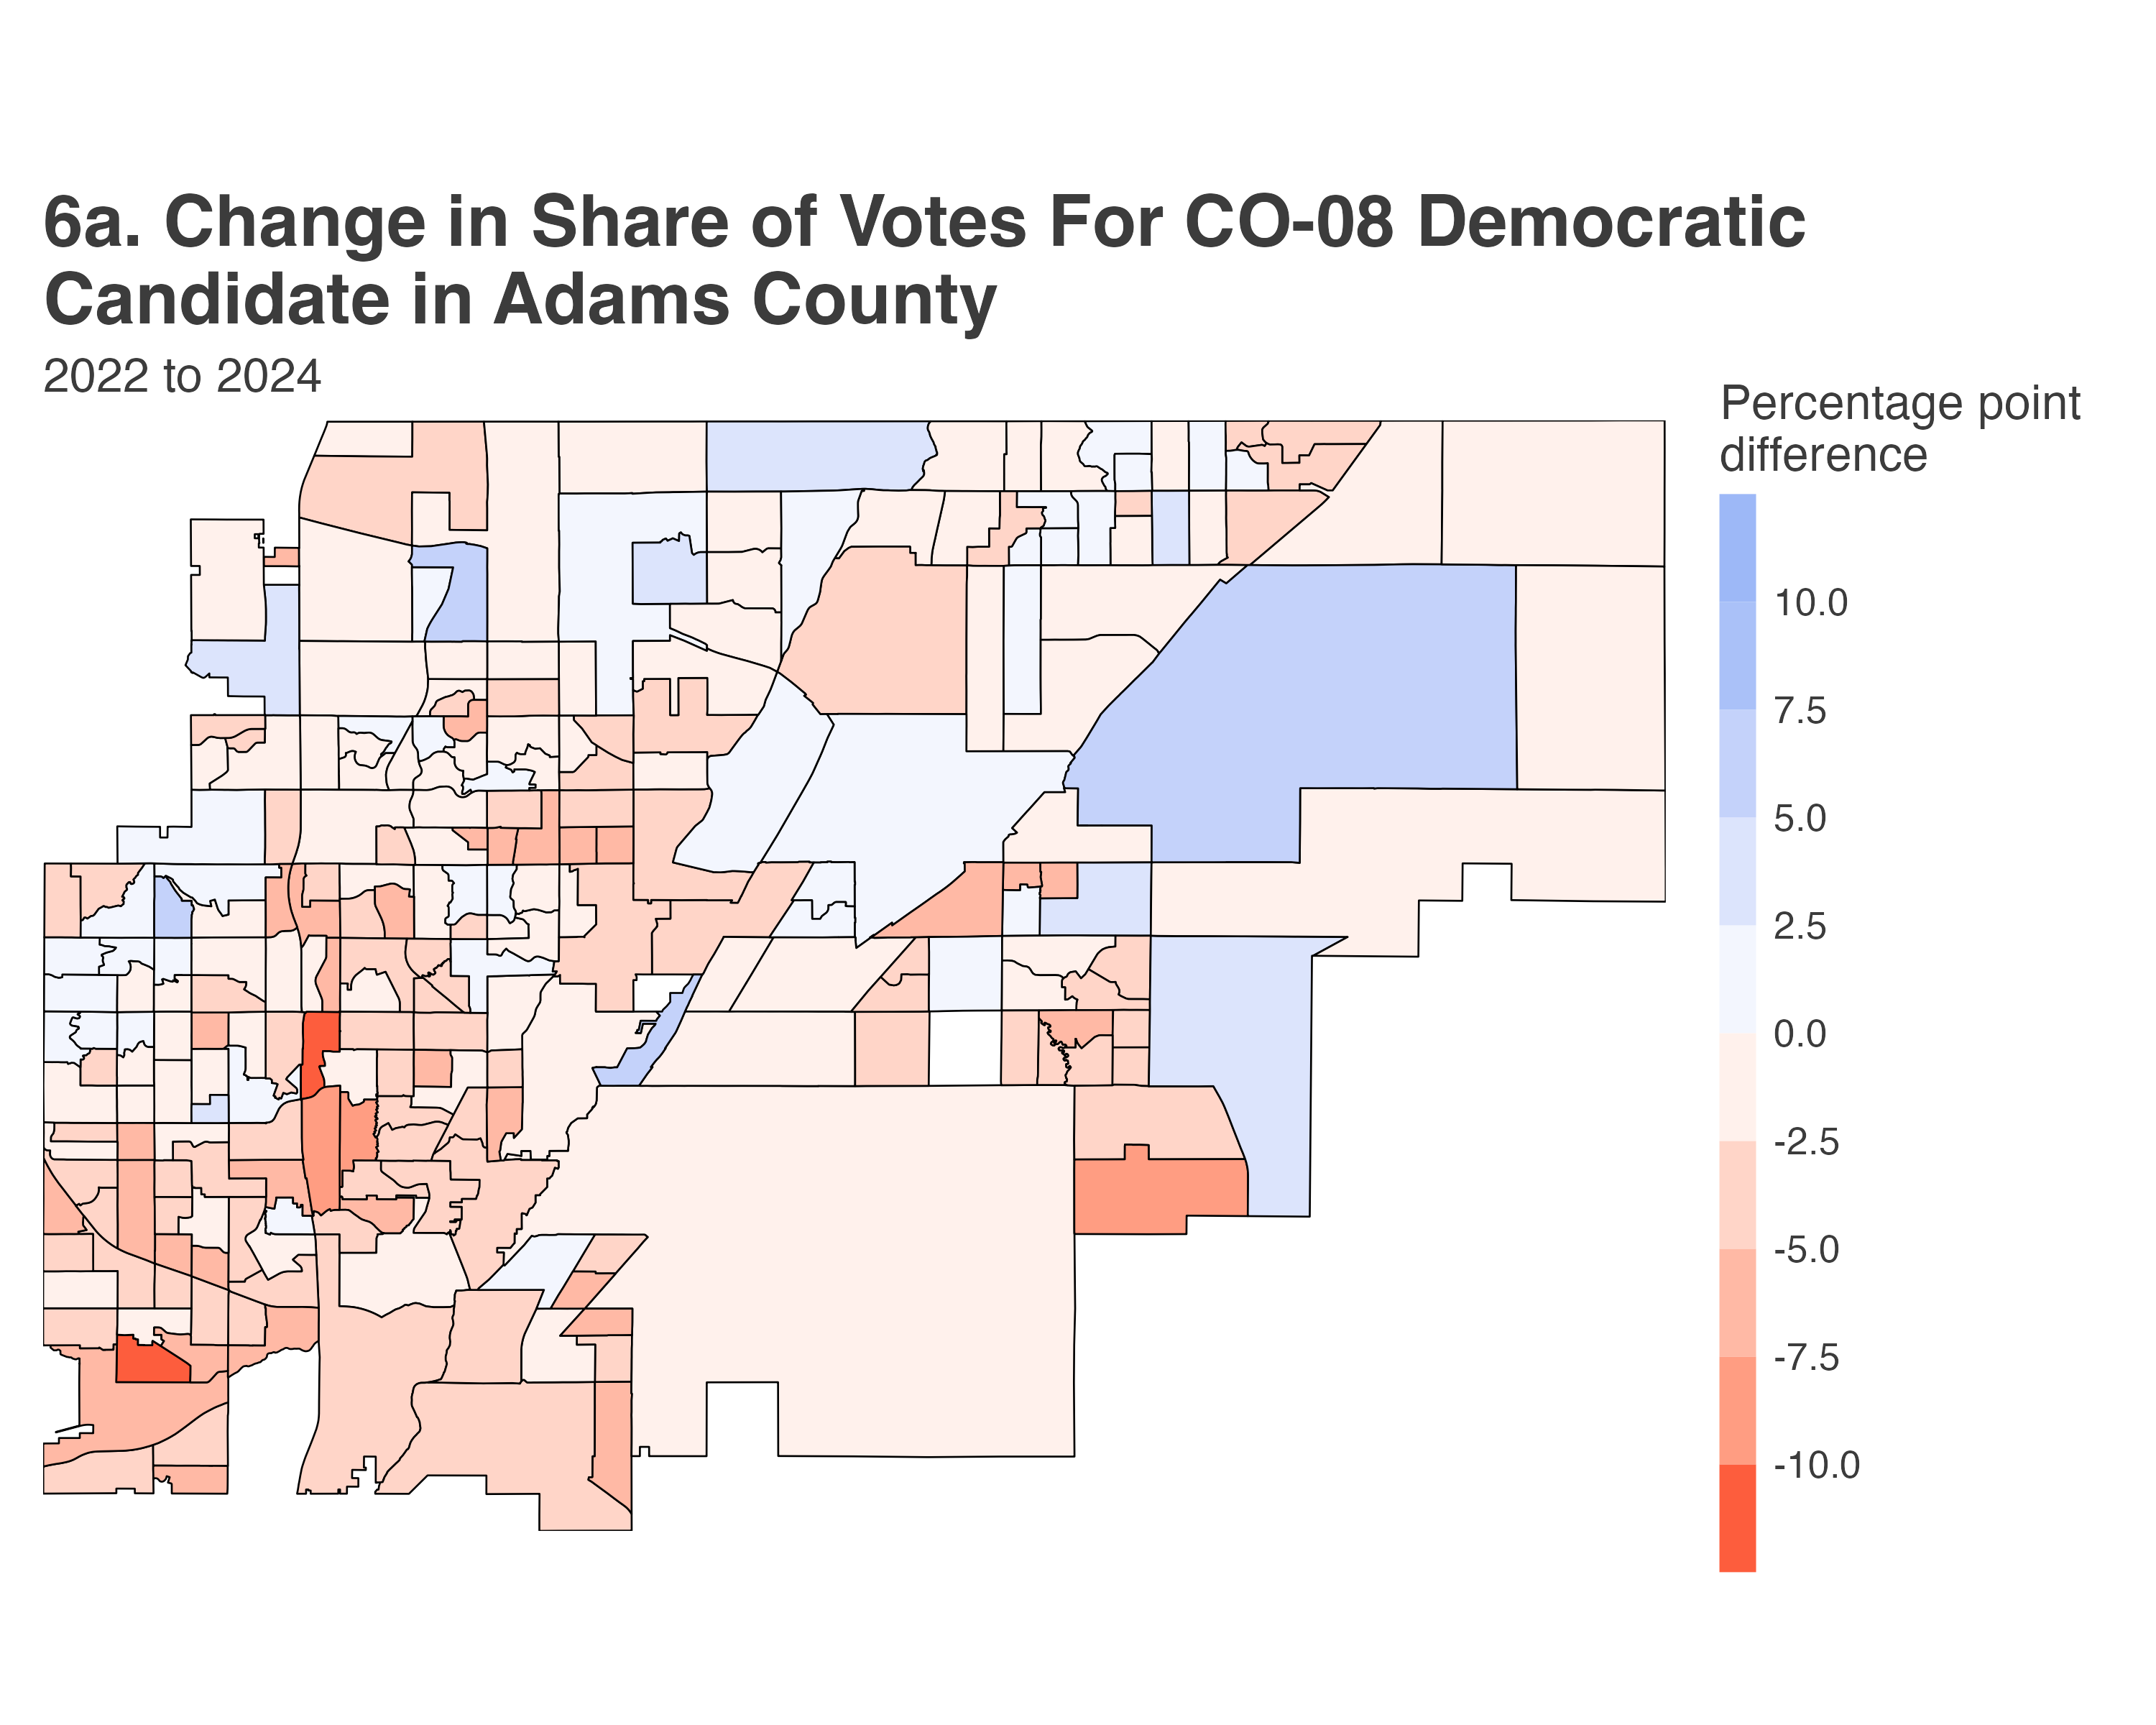 6a. Change in Share of Votes For CO-08 Democratic
Candidate in Adams County
2022 to 2024
Percentage point
difference
10.0
7.5
5.0
2.5
0.0
-2.5
-5.0
-7.5
-10.0